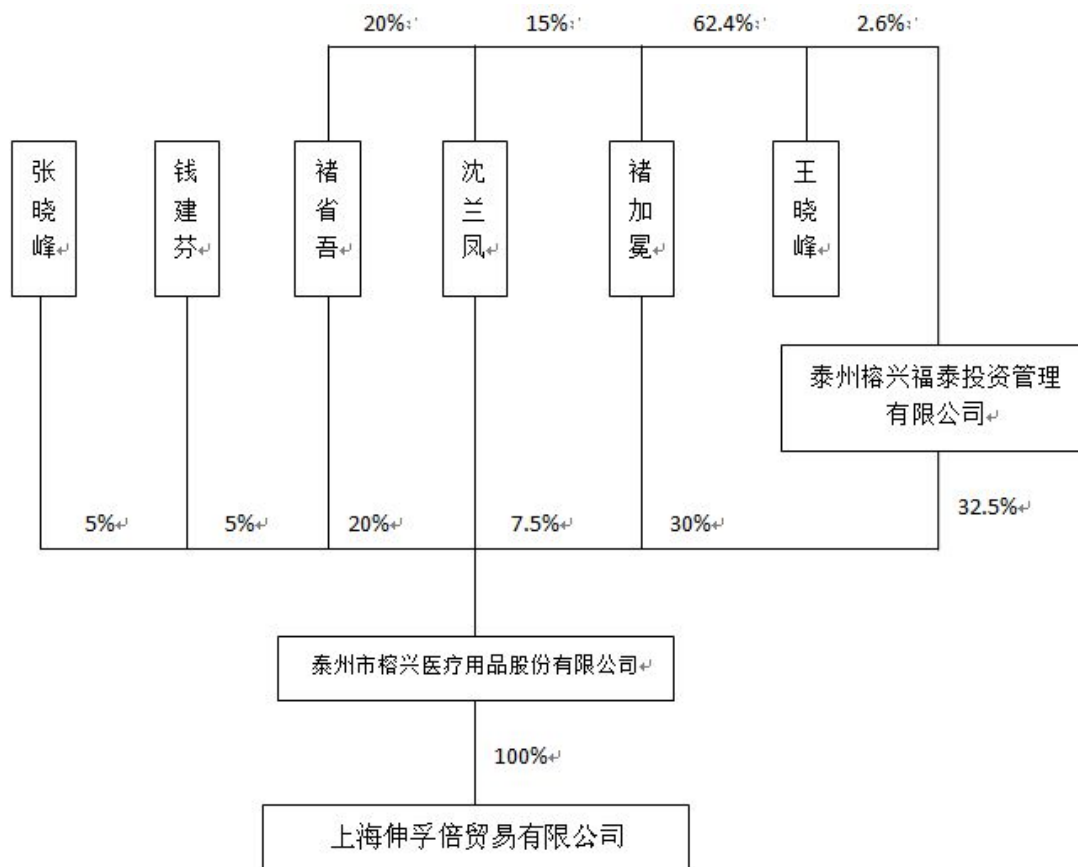 20%
15%
62.4%
2.6%
张晓峰
钱建芬
褚省吾
沈兰凤
褚加冕
王晓峰
泰州榕兴福泰投资管理
有限公司
5%
5%
20%
7.5%
30%
32.5%
泰州市榕兴医疗用品股份有限公司
100%
上海伸孚倍贸易有限公司